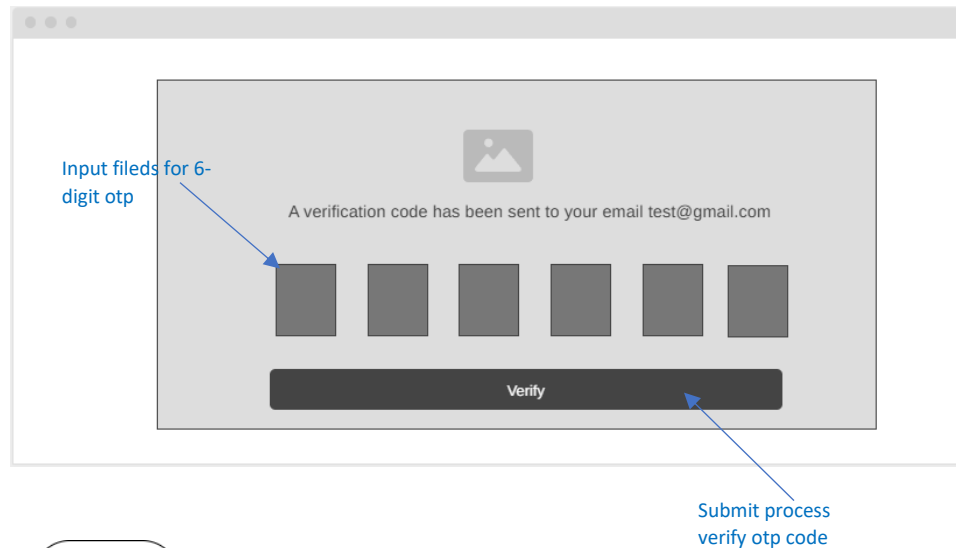 Input fileds for 6-
digit otp
A verification code has been sent to your email test@gmail.com
Verify
Submit process
verify otp code